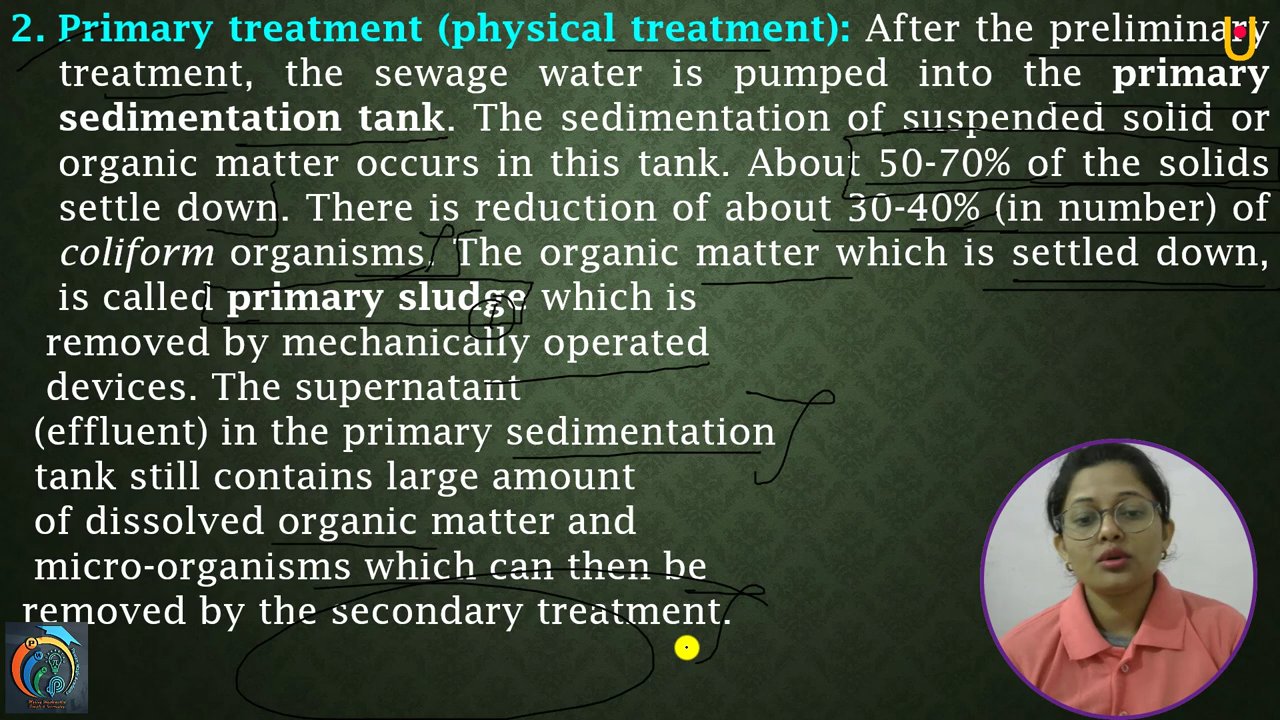 2. Primary treatment (physical treatment): After the preliminary
treatment, the sewage water is pumped into the primary
sedimentation tank. The sedimentation of suspended solid or
organic matter occurs in this tank. About 50-70% of the solids
settle down. There is reduction of about 30-40% (in number) of
coliform organisms. The organic matter which is settled down,
is called primary sludge which is
removed by mechanically operated
devices. The supernatant
(effluent) in the primary sedimentation
tank still contains large amount
of dissolved organic matter and
micro-organisms which can then be
removed by the secondary treatment.